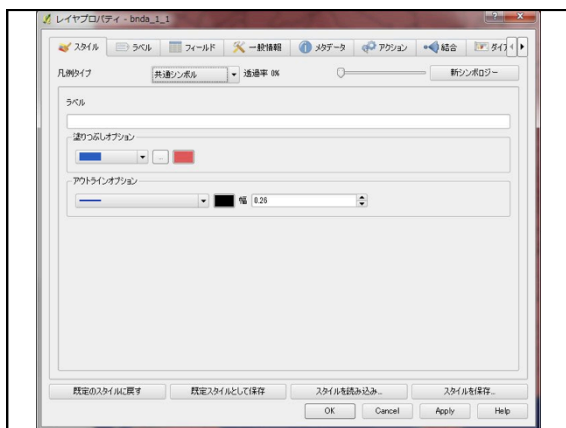 レイヤプロパティ - bnda_1_1
スタイル ラベル フィールド 一般情報 メタデータ アクション 結合 ダイ
凡例タイプ 共通シンボル 透過率 0% 新シンボロジー
ラベル
塗りつぶしオプション
...
アウトラインオプション
幅 0.26
既定のスタイルに戻す 既定スタイルとして保存 スタイルを読み込み... スタイルを保存...
OK Cancel Apply Help